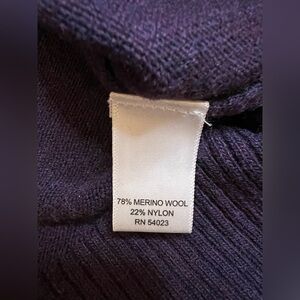 78% MERINO WOOL
22% NYLON
RN 54023